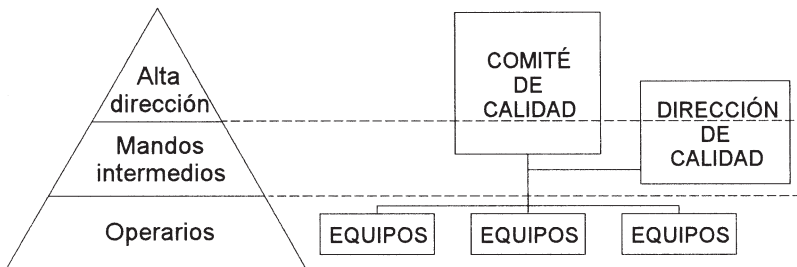 Alta
dirección
Mandos
intermedios
Operarios
COMITÉ
DE
CALIDAD
DIRECCIÓN
DE
CALIDAD
EQUIPOS
EQUIPOS
EQUIPOS